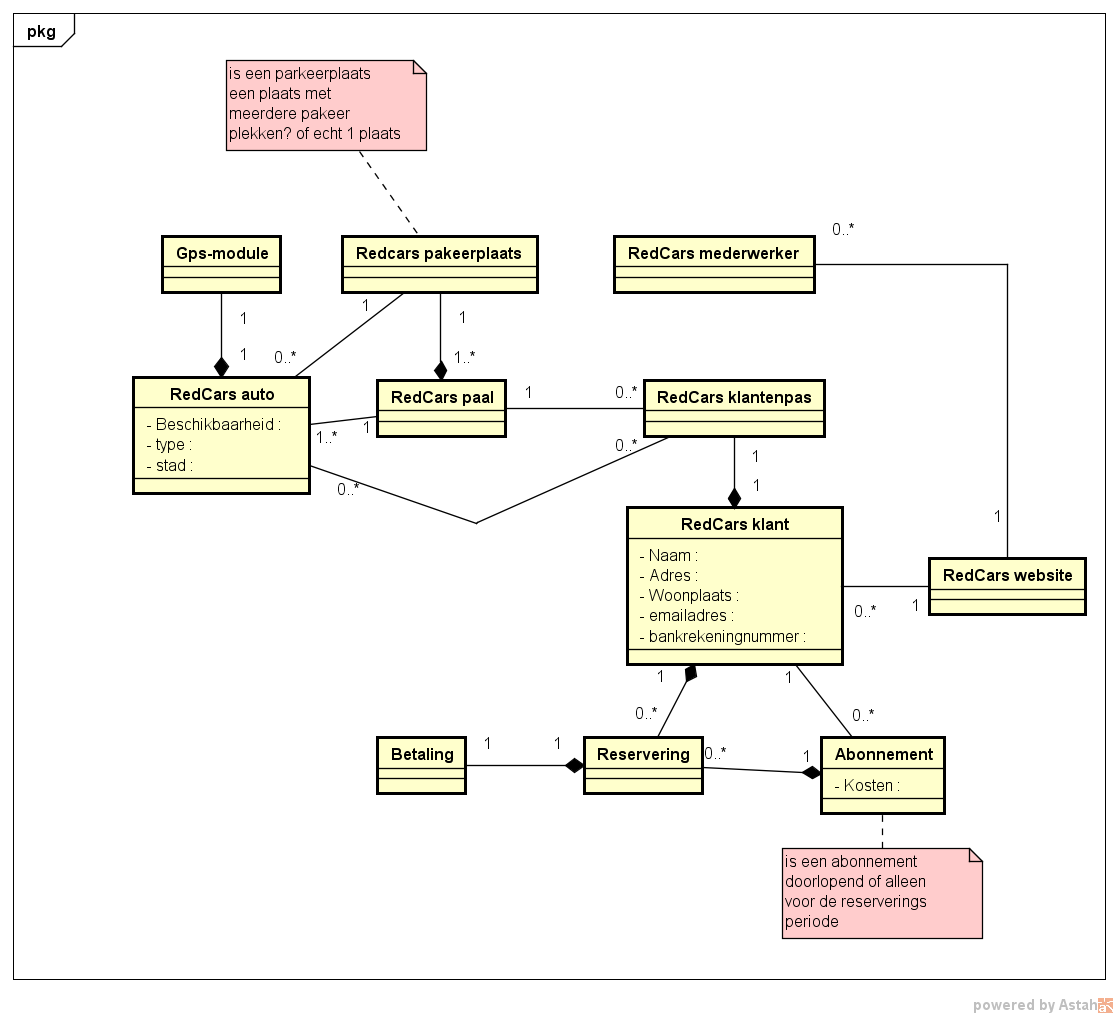 pkg
is een parkeerplaats
een plaats met
meerdere pakeer
plekken? of echt 1 plaats
Gps-module
Redcars pakeerplaats
RedCars mederwerker
0..*
1
1
1
1
0..*
1..*
RedCars auto
- Beschikbaarheid :
- type :
- stad :
RedCars paal
1
0..*
RedCars klantenpas
1..*
1
0..*
0..*
1
1
RedCars klant
- Naam :
- Adres :
- Woonplaats :
- emailadres :
- bankrekeningnummer :
1
RedCars website
0..*
1
1
1
0..*
0..*
Betaling
1
1
Reservering
0..*
1
Abonnement
- Kosten :
is een abonnement
doorlopend of alleen
voor de reserverings
periode
powered by Astah